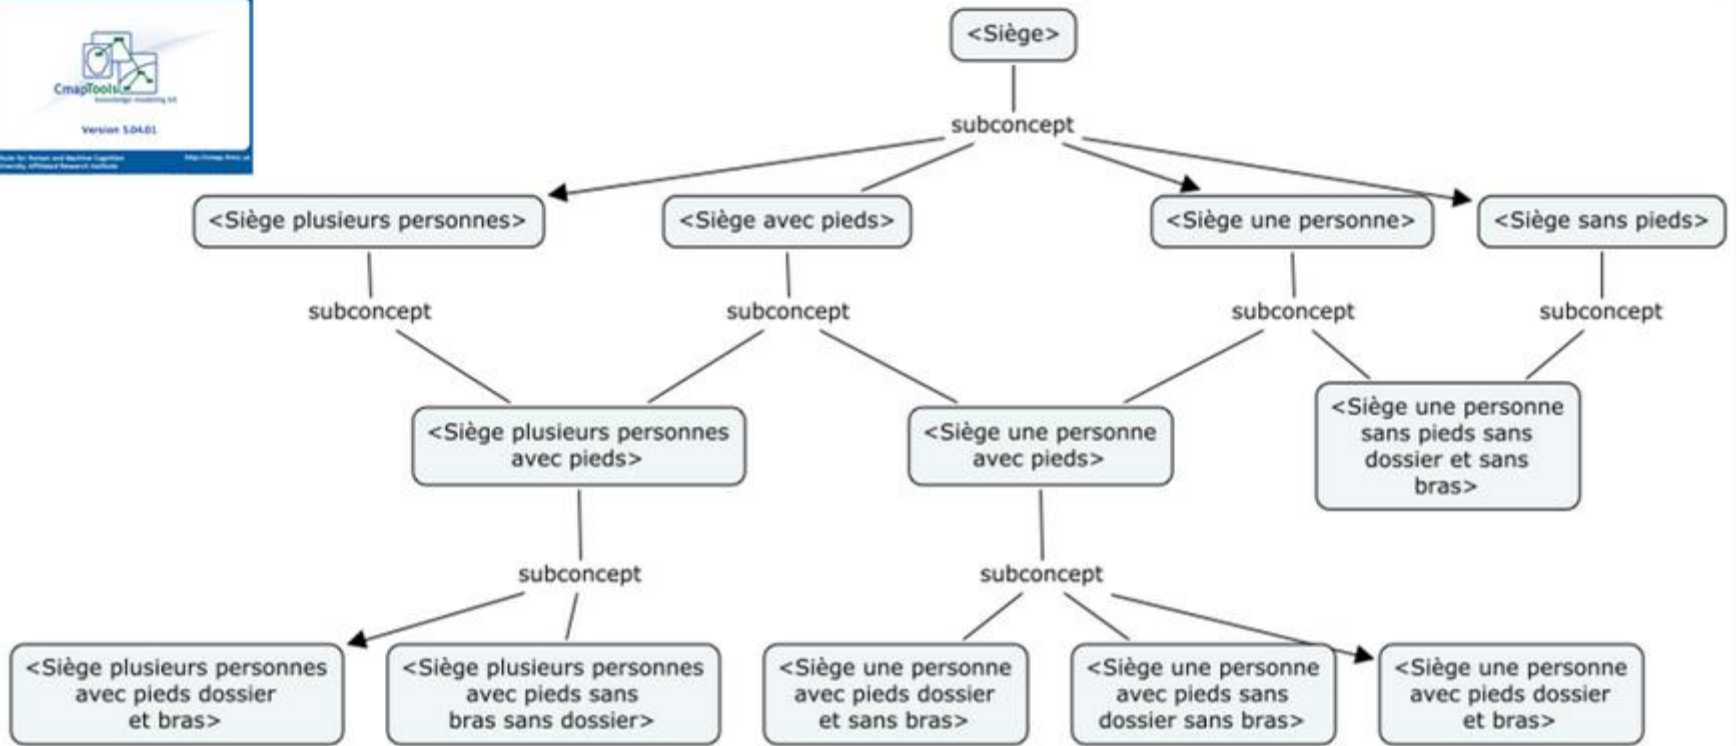 CmapTools
knowledge modeling kit
Version 5.04.01
<Siège>
subconcept
<Siège plusieurs personnes>
<Siège avec pieds>
<Siège une personne>
<Siège sans pieds>
subconcept
subconcept
subconcept
subconcept
<Siège plusieurs personnes
avec pieds>
<Siège une personne
avec pieds>
<Siège une personne
sans pieds sans
dossier et sans
bras>
subconcept
subconcept
<Siège plusieurs personnes
avec pieds dossier
et bras>
<Siège plusieurs personnes
avec pieds sans
bras sans dossier>
<Siège une personne
avec pieds dossier
et sans bras>
<Siège une personne
avec pieds sans
dossier sans bras>
<Siège une personne
avec pieds dossier
et bras>